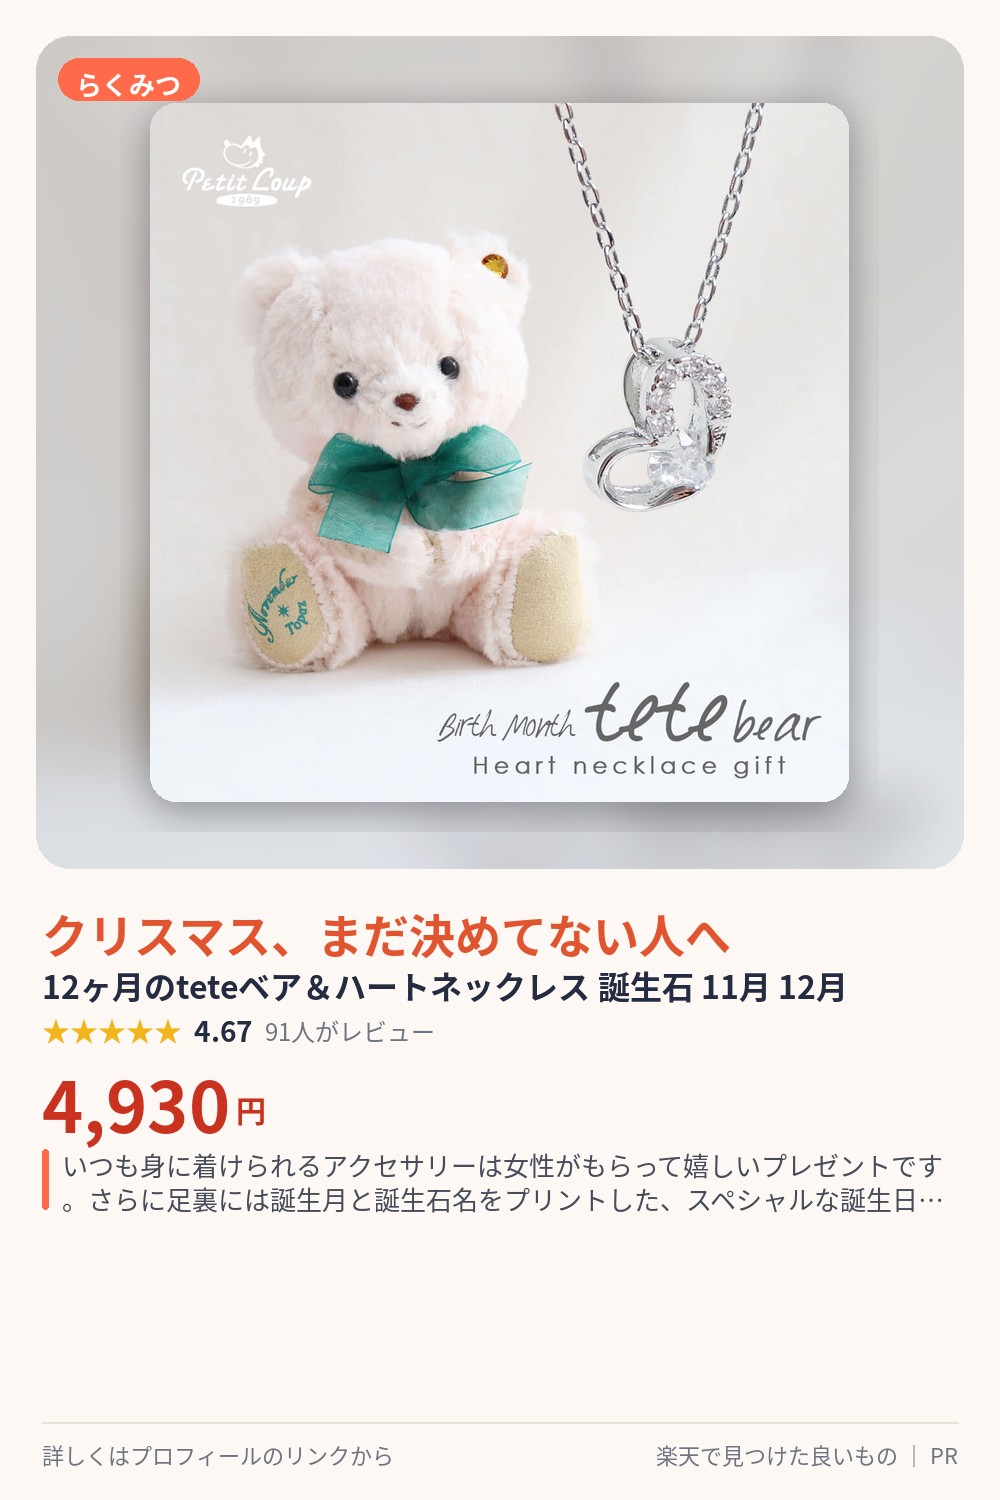 らくみつ
Petit Loup
1969
November
Topaz
Birth Month tete bear
Heart necklace gift
クリスマス、まだ決めてない人へ
12ヶ月のteteベア＆ハートネックレス 誕生石 11月 12月
★★★★★ 4.67 91人がレビュー
4,930円
いつも身に着けられるアクセサリーは女性がもらって嬉しいプレゼントです
。さらに足裏には誕生月と誕生石名をプリントした、スペシャルな誕生日…
詳しくはプロフィールのリンクから
楽天で見つけた良いもの ｜ PR